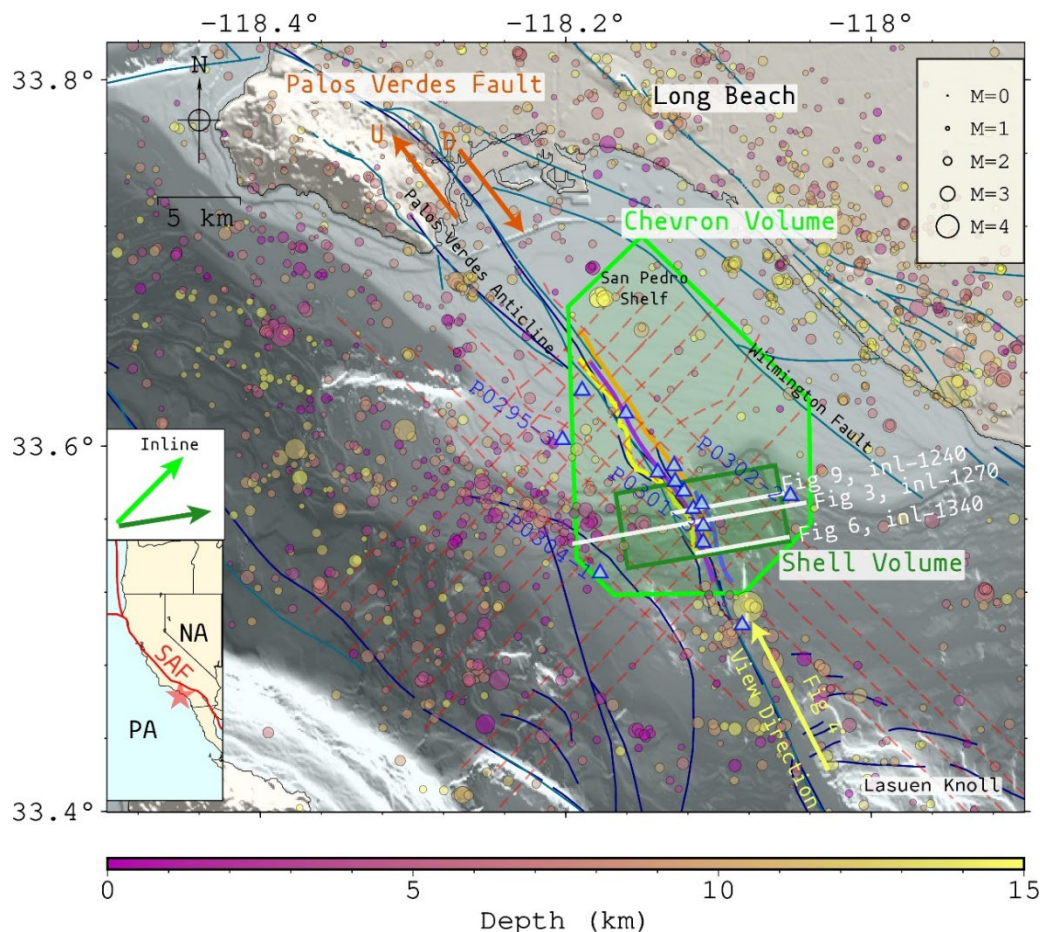 −118.4° −118.2° −118°
33.8°
N
Palos Verdes Fault
Long Beach
M=0
M=1
M=2
M=3
M=4
U
D
5 km
Palos Verdes Anticline
Chevron Volume
San Pedro
Shelf
Wilmington Fault
33.6°
P0295-3
P0302-1
P0301-3
P0304-1
Fig 9, inl-1240
Fig 3, inl-1270
Fig 6, inl-1340
Shell Volume
Inline
NA
SAF
PA
View Direction
Fig 4
Lasuen Knoll
33.4°
0 5 10 15
Depth (km)